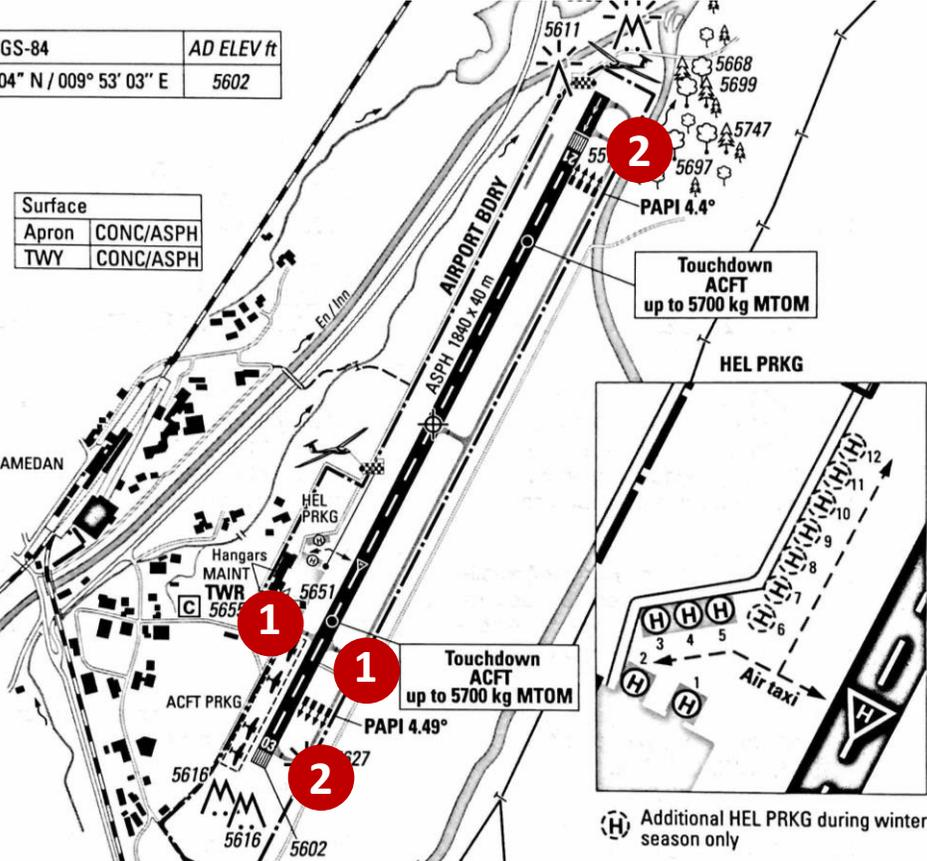 GS-84
AD ELEV ft
04" N / 009° 53' 03" E
5602
5611
5668
5699
5747
5697
2
21
PAPI 4.4°
Surface
Apron CONC/ASPH
TWY CONC/ASPH
AIRPORT BDRY
En/Inn
ASPH 1840 x 40 m
Touchdown
ACFT
up to 5700 kg MTOM
HEL PRKG
AMEDAN
HEL
PRKG
H
H
Hangars
MAINT
TWR
C
5651
1
1
Touchdown
ACFT
up to 5700 kg MTOM
ACFT PRKG
PAPI 4.49°
03
2
5616
5616
5602
H
12
H
11
H
10
H
9
H
8
H
7
H
6
H H H
3 4 5
2
H
1
H
Air taxi
H
H Additional HEL PRKG during winter
season only